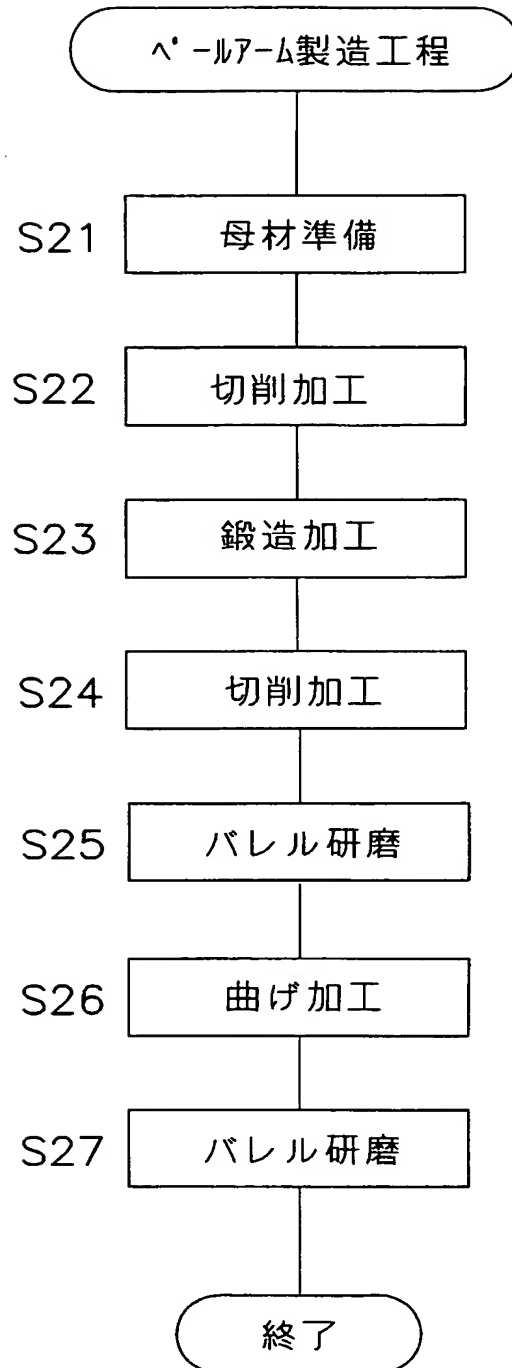 ベールアーム製造工程
S21 母材準備
S22 切削加工
S23 鍛造加工
S24 切削加工
S25 バレル研磨
S26 曲げ加工
S27 バレル研磨
終了